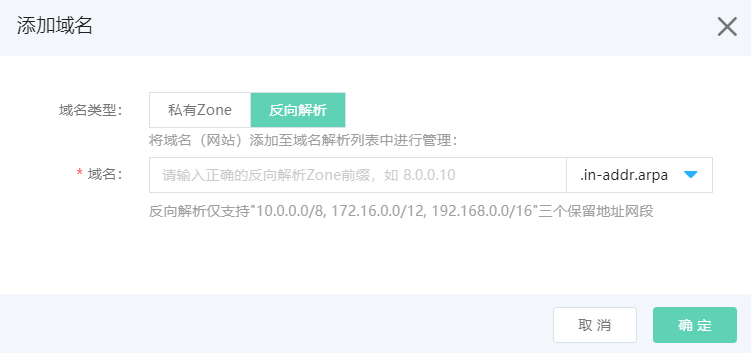 添加域名
域名类型： 私有Zone 反向解析
将域名（网站）添加至域名解析列表中进行管理：
* 域名： 请输入正确的反向解析Zone前缀，如 8.0.0.10 .in-addr.arpa
反向解析仅支持"10.0.0.0/8, 172.16.0.0/12, 192.168.0.0/16"三个保留地址网段
取 消 确 定